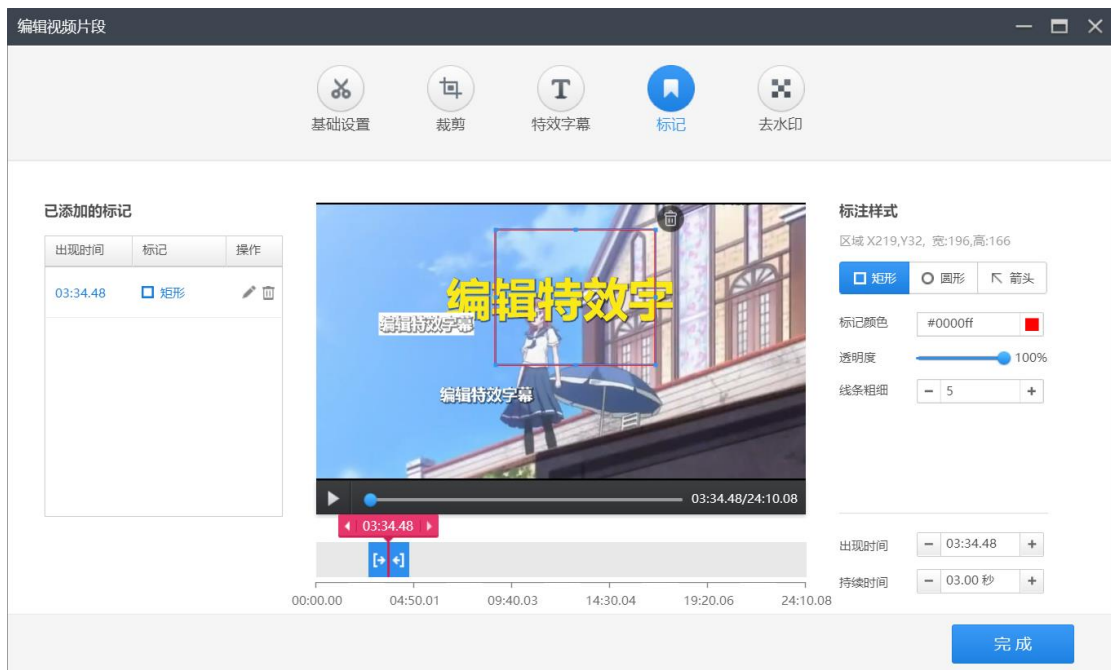 编辑视频片段
基础设置 裁剪 特效字幕 标记 去水印
已添加的标记
出现时间 标记 操作
03:34.48 矩形
编辑特效字
编辑特效字幕
编辑特效字幕
03:34.48/24:10.08
03:34.48
00:00.00 04:50.01 09:40.03 14:30.04 19:20.06 24:10.08
标注样式
区域 X219,Y32, 宽:196,高:166
矩形 圆形 箭头
标记颜色 #0000ff
透明度 100%
线条粗细 5
出现时间 03:34.48
持续时间 03.00 秒
完成